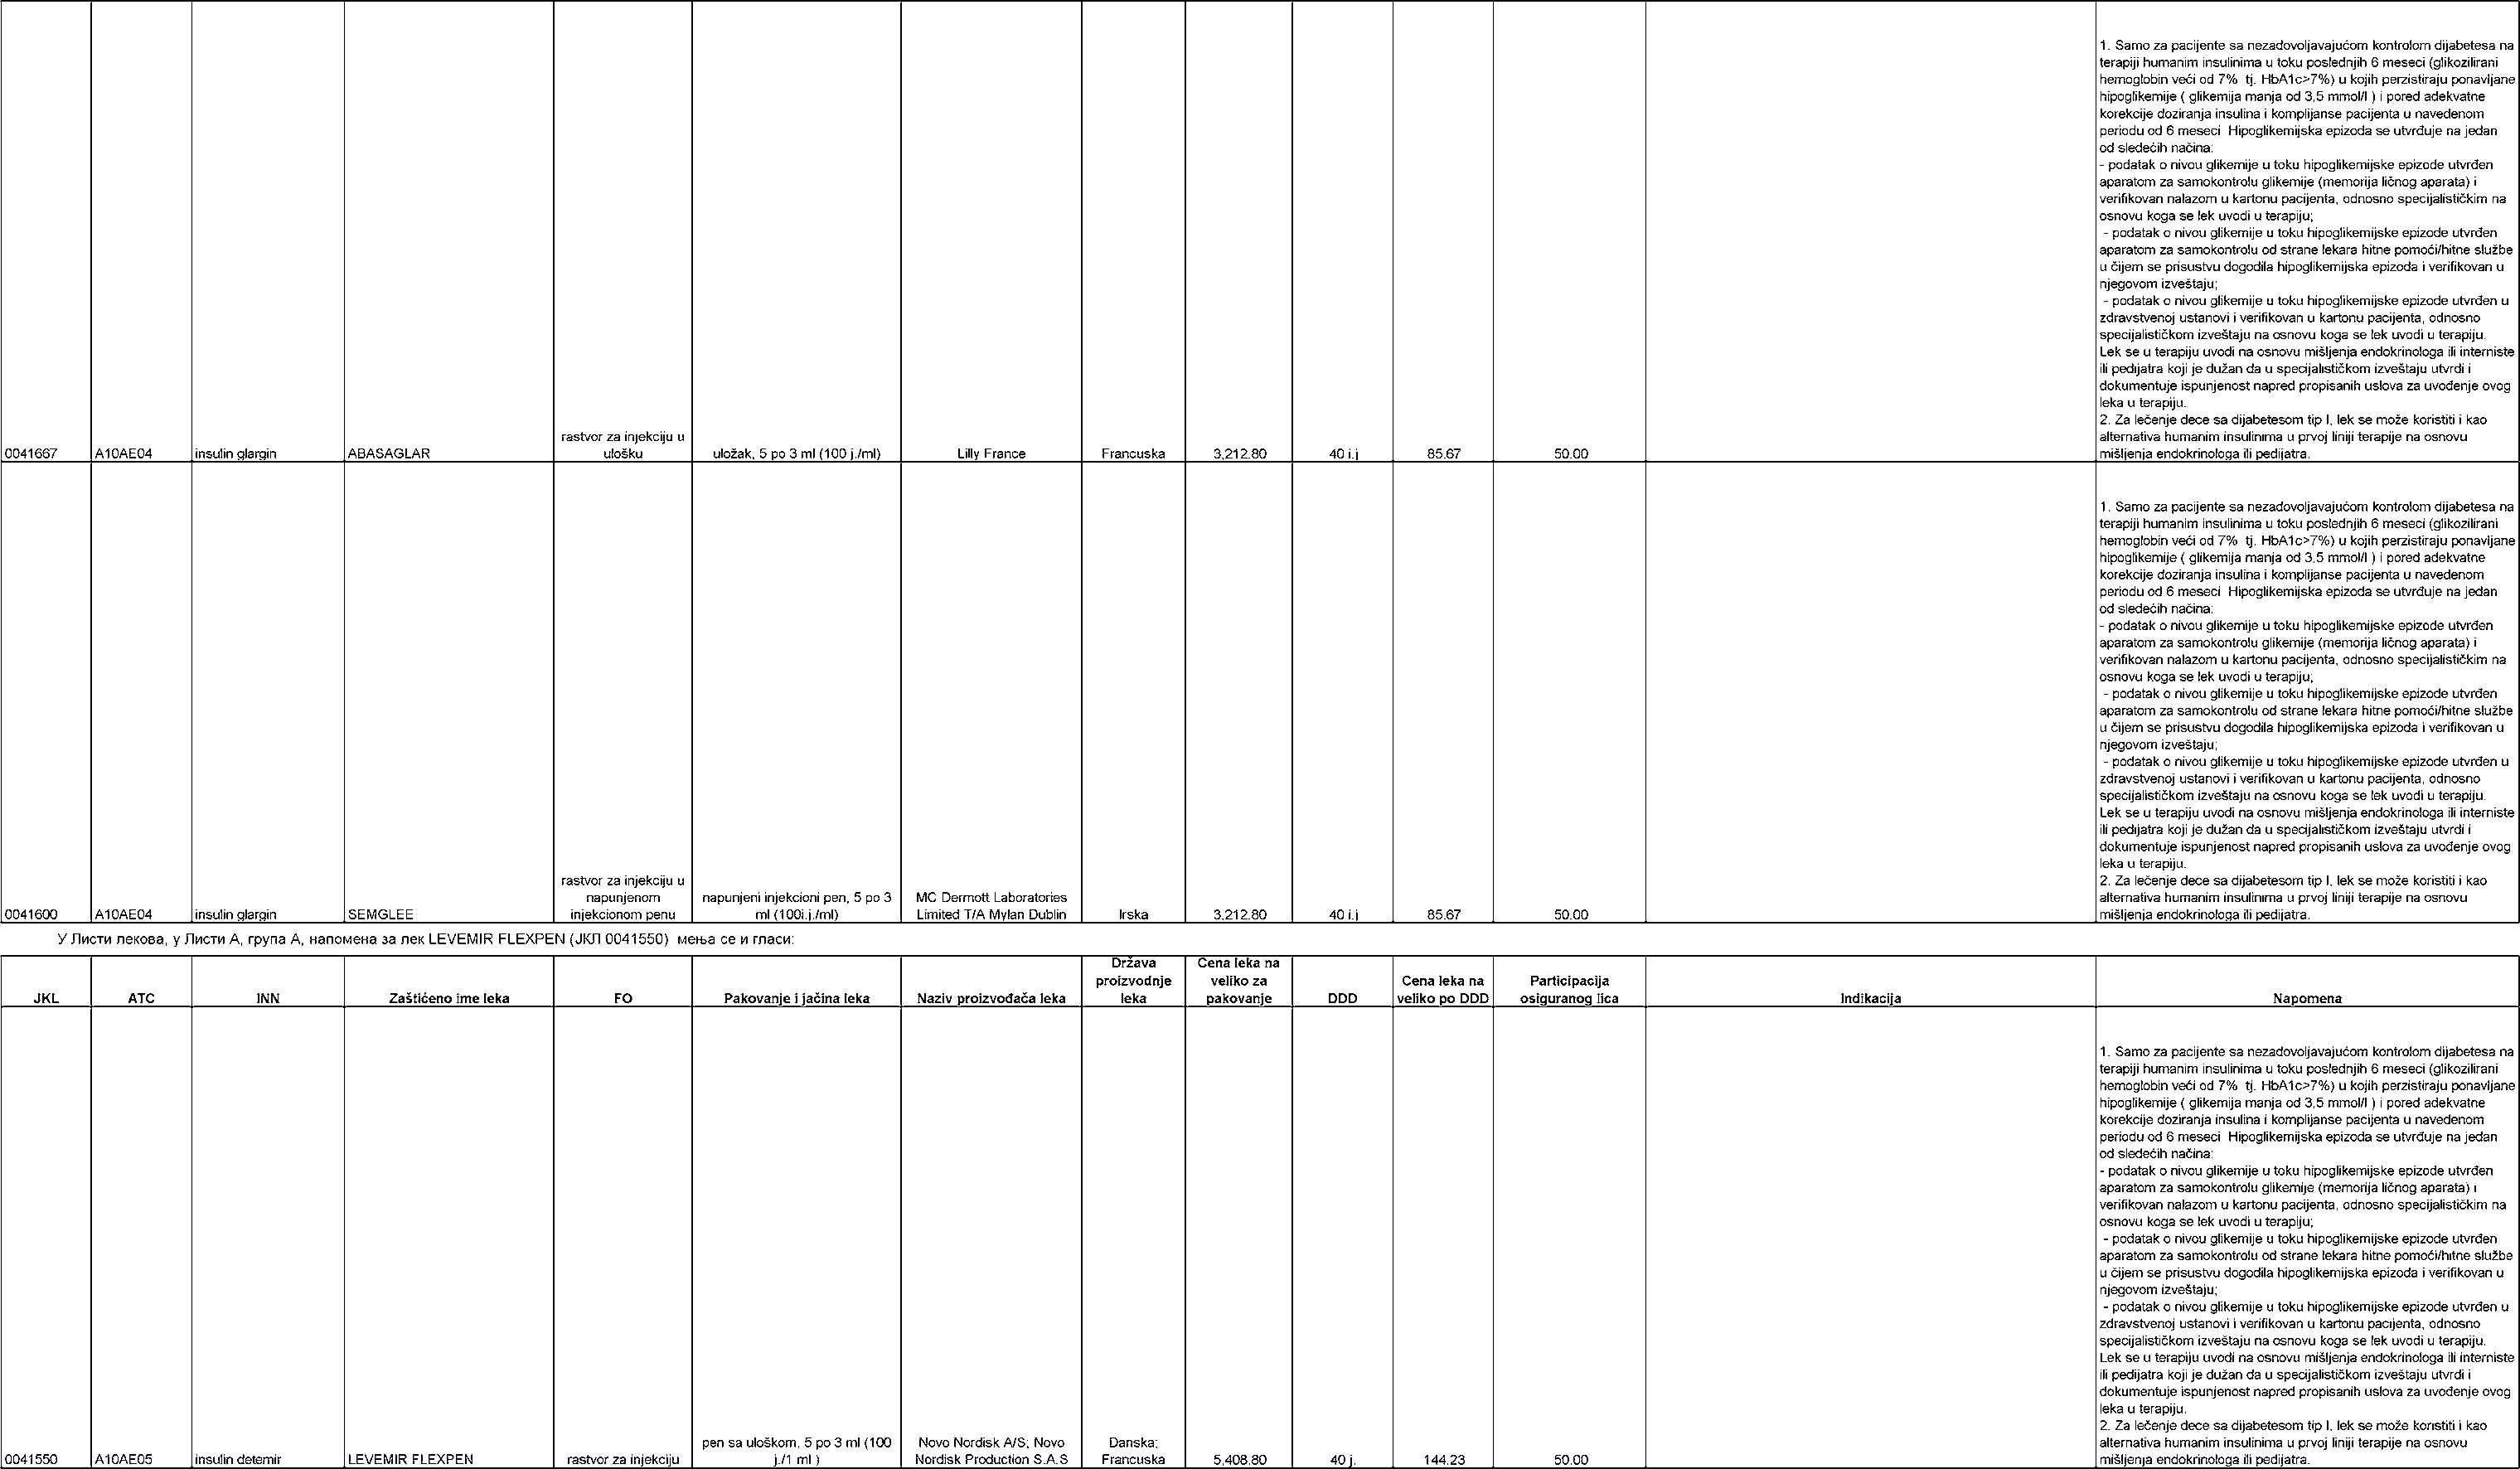 1. Samo za pacijente sa nezadovoljavajućom kontrolom dijabetesa na
terapiji humanim insulinima u toku poslednjih 6 meseci (glikozilirani
hemoglobin veći od 7%  tj. HbA1c>7%) u kojih perzistiraju ponavljane
hipoglikemije ( glikemija manja od 3,5 mmol/l ) i pored adekvatne
korekcije doziranja insulina i komplijanse pacijenta u navedenom
periodu od 6 meseci  Hipoglikemijska epizoda se utvrđuje na jedan
od sledećih načina:
- podatak o nivou glikemije u toku hipoglikemijske epizode utvrđen
aparatom za samokontrolu glikemije (memorija ličnog aparata) i
verifikovan nalazom u kartonu pacijenta, odnosno specijalističkim na
osnovu koga se lek uvodi u terapiju;
- podatak o nivou glikemije u toku hipoglikemijske epizode utvrđen
aparatom za samokontrolu od strane lekara hitne pomoći/hitne službe
u čijem se prisustvu dogodila hipoglikemijska epizoda i verifikovan u
njegovom izveštaju;
- podatak o nivou glikemije u toku hipoglikemijske epizode utvrđen u
zdravstvenoj ustanovi i verifikovan u kartonu pacijenta, odnosno
specijalističkom izveštaju na osnovu koga se lek uvodi u terapiju.
Lek se u terapiju uvodi na osnovu mišljenja endokrinologa ili interniste
ili pedijatra koji je dužan da u specijalističkom izveštaju utvrdi i
dokumentuje ispunjenost napred propisanih uslova za uvođenje ovog
leka u terapiju.
2. Za lečenje dece sa dijabetesom tip I, lek se može koristiti i kao
alternativa humanim insulinima u prvoj liniji terapije na osnovu
mišljenja endokrinologa ili pedijatra.
0041667 A10AE04 insulin glargin ABASAGLAR rastvor za injekciju u ulošku uložak, 5 po 3 ml (100 j./ml) Lilly France Francuska 3,212.80 40 i.j 85.67 50.00
1. Samo za pacijente sa nezadovoljavajućom kontrolom dijabetesa na
terapiji humanim insulinima u toku poslednjih 6 meseci (glikozilirani
hemoglobin veći od 7%  tj. HbA1c>7%) u kojih perzistiraju ponavljane
hipoglikemije ( glikemija manja od 3,5 mmol/l ) i pored adekvatne
korekcije doziranja insulina i komplijanse pacijenta u navedenom
periodu od 6 meseci  Hipoglikemijska epizoda se utvrđuje na jedan
od sledećih načina:
- podatak o nivou glikemije u toku hipoglikemijske epizode utvrđen
aparatom za samokontrolu glikemije (memorija ličnog aparata) i
verifikovan nalazom u kartonu pacijenta, odnosno specijalističkim na
osnovu koga se lek uvodi u terapiju;
- podatak o nivou glikemije u toku hipoglikemijske epizode utvrđen
aparatom za samokontrolu od strane lekara hitne pomoći/hitne službe
u čijem se prisustvu dogodila hipoglikemijska epizoda i verifikovan u
njegovom izveštaju;
- podatak o nivou glikemije u toku hipoglikemijske epizode utvrđen u
zdravstvenoj ustanovi i verifikovan u kartonu pacijenta, odnosno
specijalističkom izveštaju na osnovu koga se lek uvodi u terapiju.
Lek se u terapiju uvodi na osnovu mišljenja endokrinologa ili interniste
ili pedijatra koji je dužan da u specijalističkom izveštaju utvrdi i
dokumentuje ispunjenost napred propisanih uslova za uvođenje ovog
leka u terapiju.
2. Za lečenje dece sa dijabetesom tip I, lek se može koristiti i kao
alternativa humanim insulinima u prvoj liniji terapije na osnovu
mišljenja endokrinologa ili pedijatra.
0041600 A10AE04 insulin glargin SEMGLEE rastvor za injekciju u napunjenom injekcionom penu napunjeni injekcioni pen, 5 po 3 ml (100i.j./ml) MC Dermott Laboratories Limited T/A Mylan Dublin Irska 3,212.80 40 i.j 85.67 50.00
У Листи лекова, у Листи А, група А, напомена за лек LEVEMIR FLEXPEN (ЈКЛ 0041550)  мења се и гласи:
JKL ATC INN Zaštićeno ime leka FO Pakovanje i jačina leka Naziv proizvođača leka Država proizvodnje leka Cena leka na veliko za pakovanje DDD Cena leka na veliko po DDD Participacija osiguranog lica Indikacija Napomena
1. Samo za pacijente sa nezadovoljavajućom kontrolom dijabetesa na
terapiji humanim insulinima u toku poslednjih 6 meseci (glikozilirani
hemoglobin veći od 7%  tj. HbA1c>7%) u kojih perzistiraju ponavljane
hipoglikemije ( glikemija manja od 3,5 mmol/l ) i pored adekvatne
korekcije doziranja insulina i komplijanse pacijenta u navedenom
periodu od 6 meseci  Hipoglikemijska epizoda se utvrđuje na jedan
od sledećih načina:
- podatak o nivou glikemije u toku hipoglikemijske epizode utvrđen
aparatom za samokontrolu glikemije (memorija ličnog aparata) i
verifikovan nalazom u kartonu pacijenta, odnosno specijalističkim na
osnovu koga se lek uvodi u terapiju;
- podatak o nivou glikemije u toku hipoglikemijske epizode utvrđen
aparatom za samokontrolu od strane lekara hitne pomoći/hitne službe
u čijem se prisustvu dogodila hipoglikemijska epizoda i verifikovan u
njegovom izveštaju;
- podatak o nivou glikemije u toku hipoglikemijske epizode utvrđen u
zdravstvenoj ustanovi i verifikovan u kartonu pacijenta, odnosno
specijalističkom izveštaju na osnovu koga se lek uvodi u terapiju.
Lek se u terapiju uvodi na osnovu mišljenja endokrinologa ili interniste
ili pedijatra koji je dužan da u specijalističkom izveštaju utvrdi i
dokumentuje ispunjenost napred propisanih uslova za uvođenje ovog
leka u terapiju.
2. Za lečenje dece sa dijabetesom tip I, lek se može koristiti i kao
alternativa humanim insulinima u prvoj liniji terapije na osnovu
mišljenja endokrinologa ili pedijatra.
0041550 A10AE05 insulin detemir LEVEMIR FLEXPEN rastvor za injekciju pen sa uloškom, 5 po 3 ml (100 j./1 ml ) Novo Nordisk A/S; Novo Nordisk Production S.A.S Danska; Francuska 5,408.80 40 j. 144.23 50.00